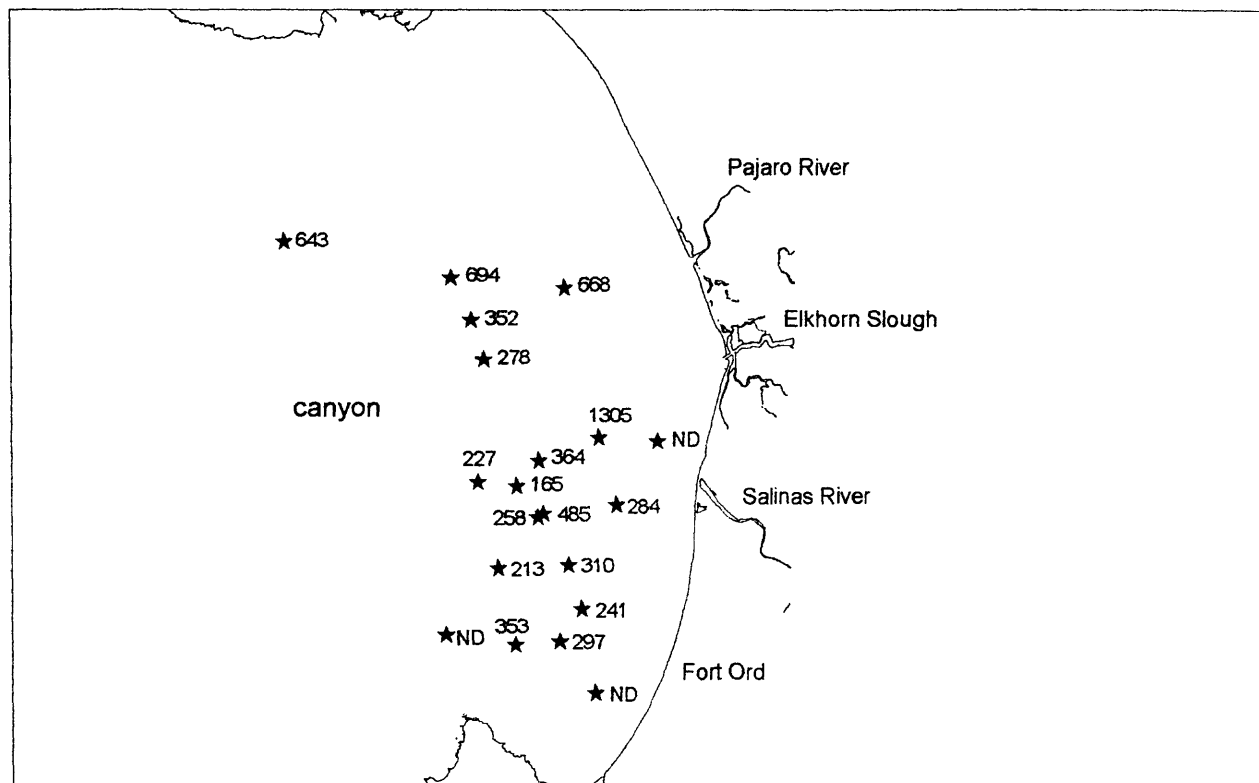 Pajaro River
643
694
668
352
Elkhorn Slough
278
canyon
1305
ND
364
227
165
Salinas River
284
258
485
213
310
241
353
ND
297
Fort Ord
ND